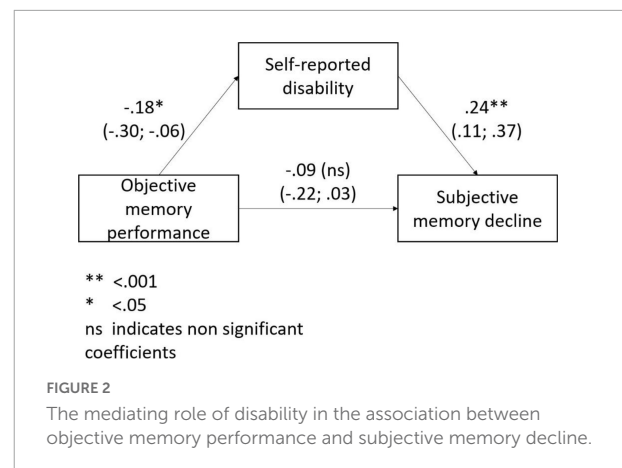 Self-reported
disability
-.18*
(-.30; -.06)
.24**
(.11; .37)
-.09 (ns)
(-.22; .03)
Objective
memory
performance
Subjective
memory decline
** <.001
* <.05
ns indicates non significant
coefficients
FIGURE 2
The mediating role of disability in the association between
objective memory performance and subjective memory decline.